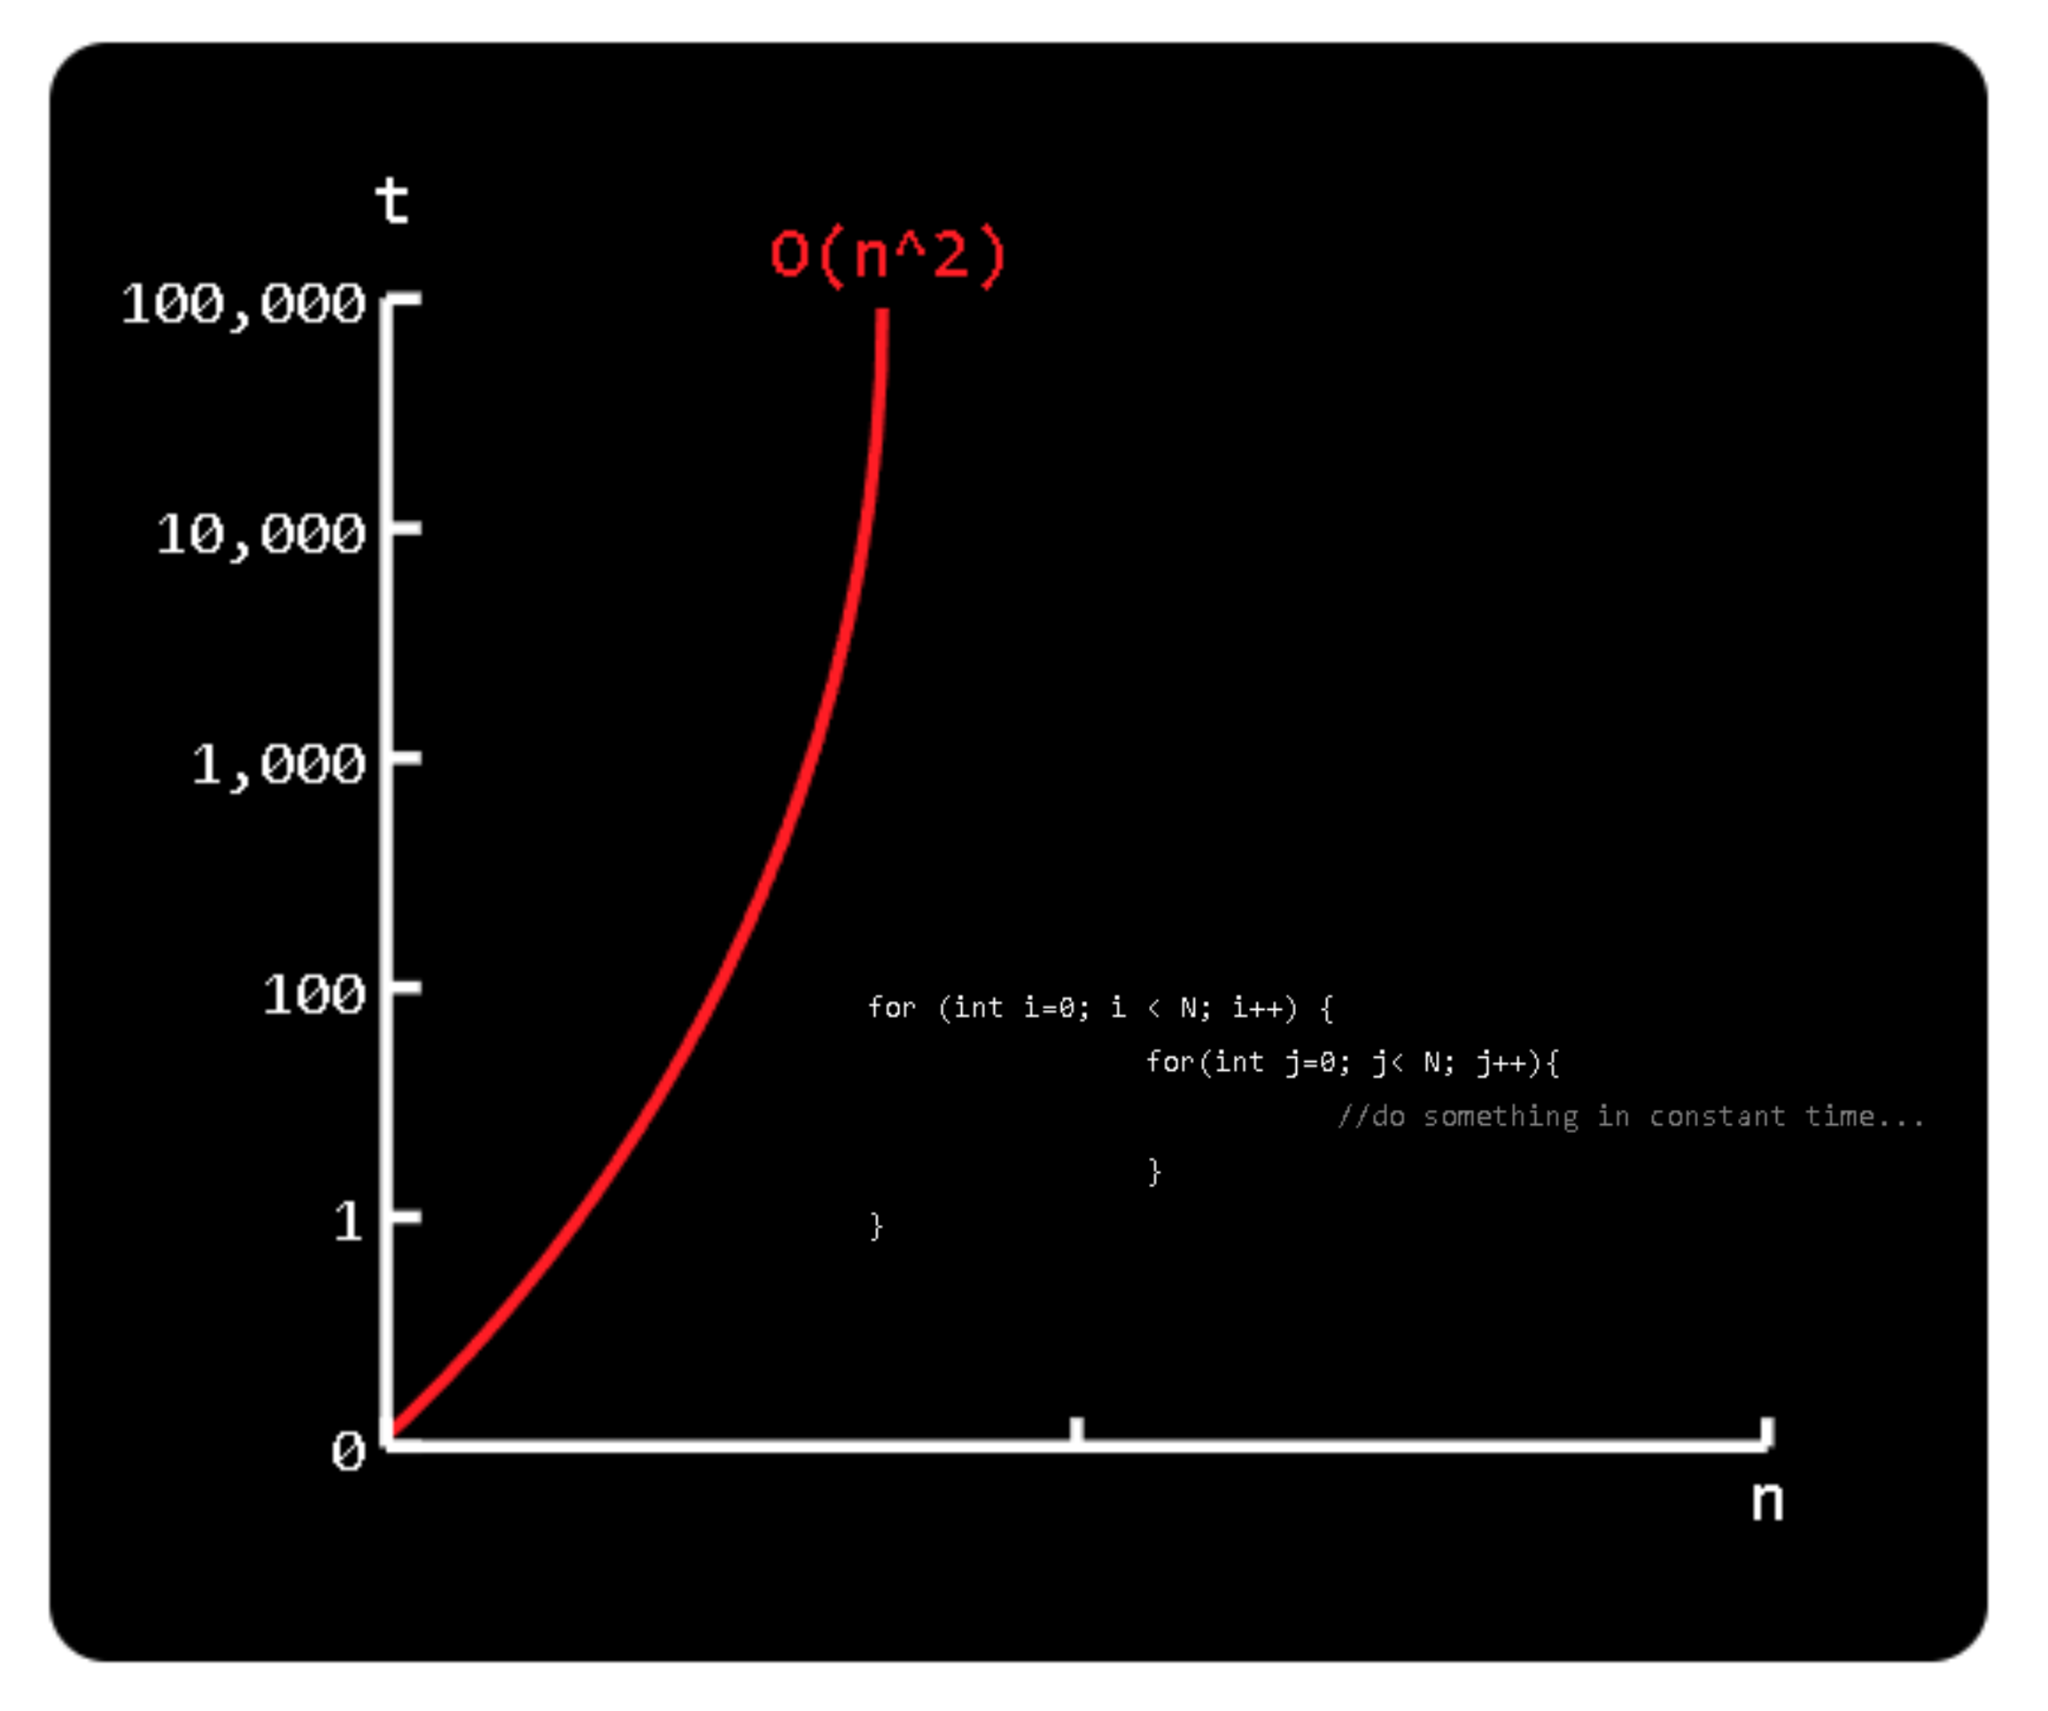 t
O(n^2)
100,000
10,000
1,000
100
for (int i=0; i < N; i++) {
for(int j=0; j< N; j++){
//do something in constant time...
}
1
}
0
n